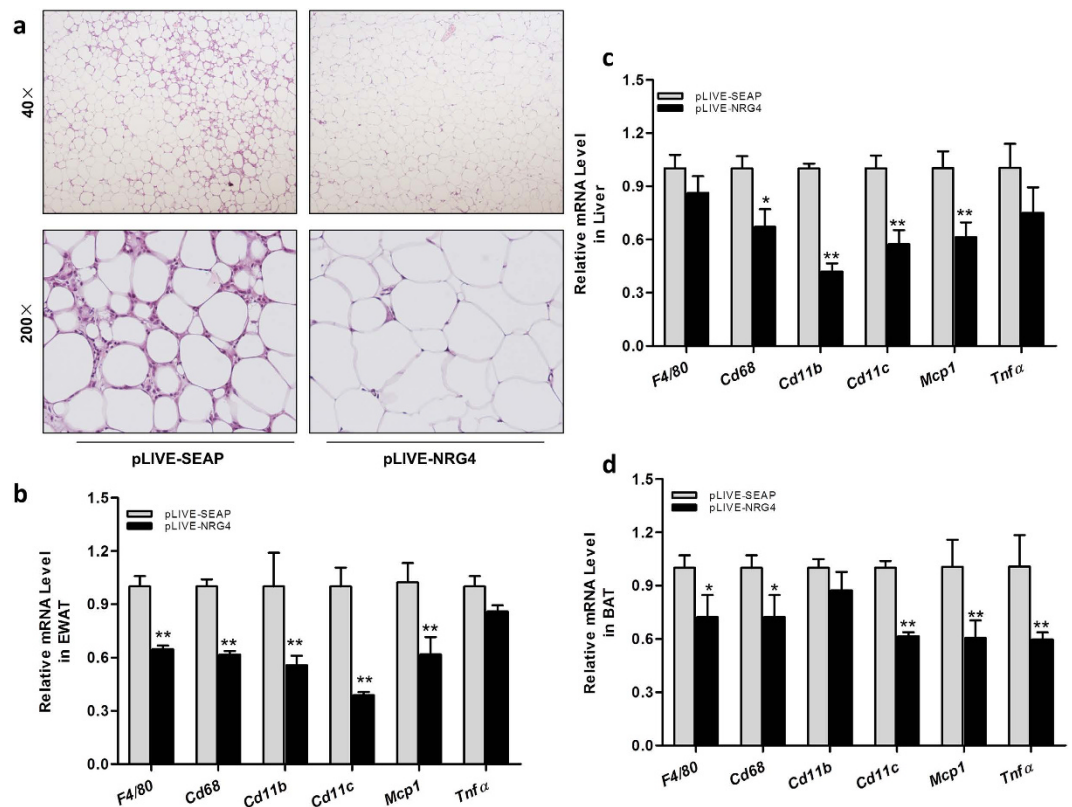 a
40×
200×
pLIVE-SEAP
pLIVE-NRG4
b
Relative mRNA Level
in EWAT
1.5
1.2
0.9
0.6
0.3
0.0
pLIVE-SEAP
pLIVE-NRG4
**
**
**
**
**
F4/80
Cd68
Cd11b
Cd11c
Mcp1
Tnfα
c
Relative mRNA Level
in Liver
1.5
1.2
0.9
0.6
0.3
0.0
pLIVE-SEAP
pLIVE-NRG4
*
**
**
**
F4/80
Cd68
Cd11b
Cd11c
Mcp1
Tnfα
d
Relative mRNA Level
in BAT
1.5
1.2
0.9
0.6
0.3
0.0
pLIVE-SEAP
pLIVE-NRG4
*
*
**
**
**
F4/80
Cd68
Cd11b
Cd11c
Mcp1
Tnfα